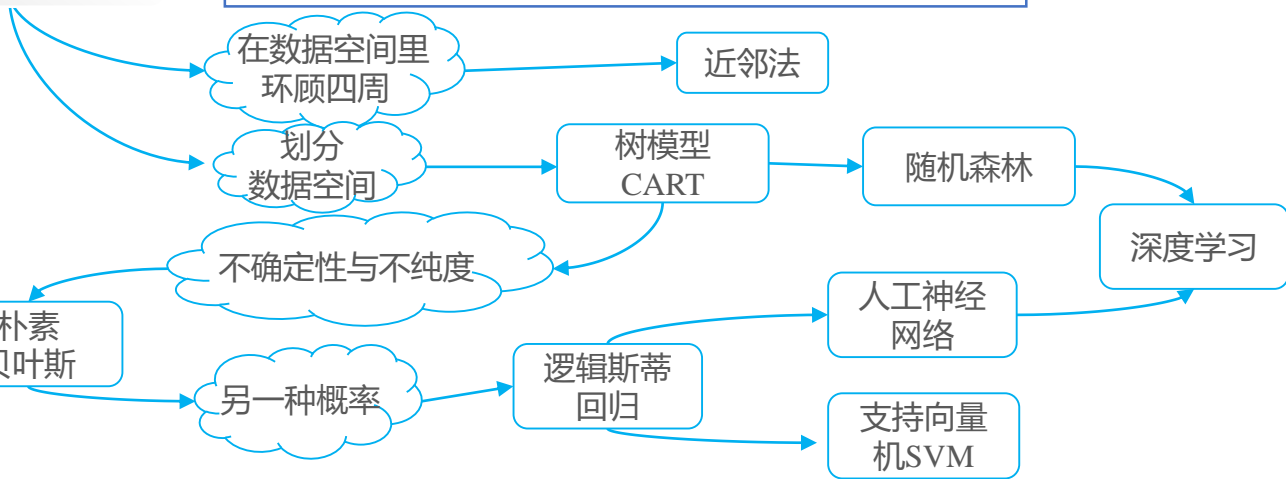 在数据空间里
环顾四周
近邻法
划分
数据空间
树模型
CART
随机森林
深度学习
不确定性与不纯度
人工神经
网络
朴素
贝叶斯
另一种概率
逻辑斯蒂
回归
支持向量
机SVM